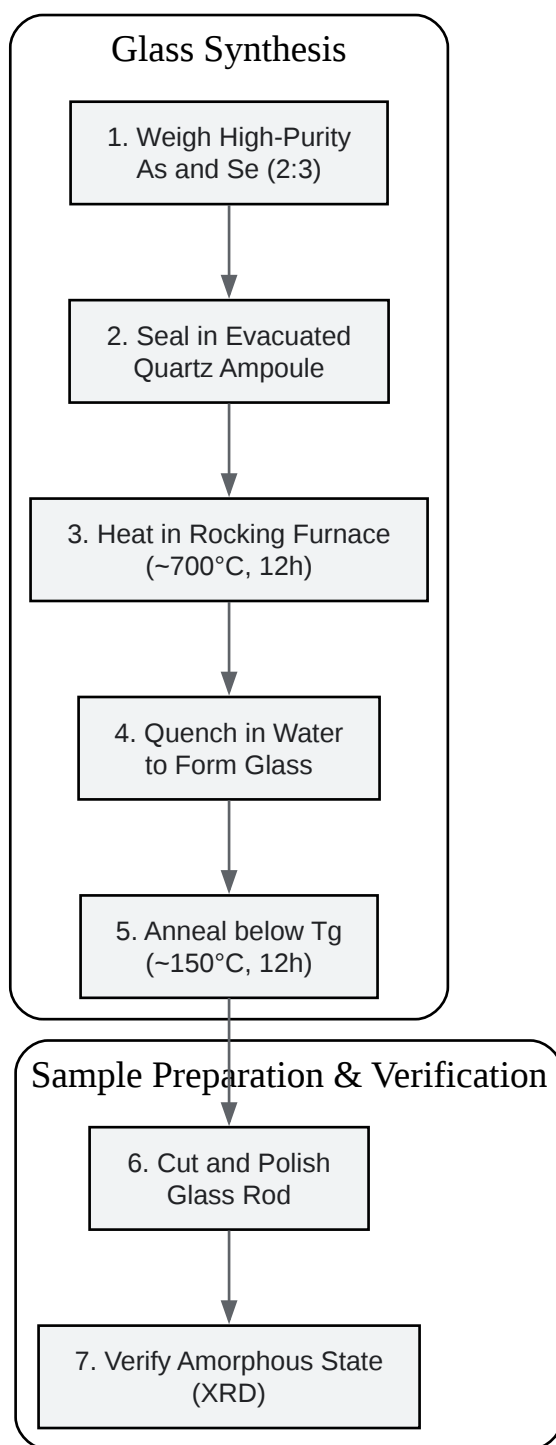 Glass Synthesis
1. Weigh High-Purity
As and Se (2:3)
2. Seal in Evacuated
Quartz Ampoule
3. Heat in Rocking Furnace
(~700°C, 12h)
4. Quench in Water
to Form Glass
5. Anneal below Tg
(~150°C, 12h)
Sample Preparation & Verification
6. Cut and Polish
Glass Rod
7. Verify Amorphous State
(XRD)